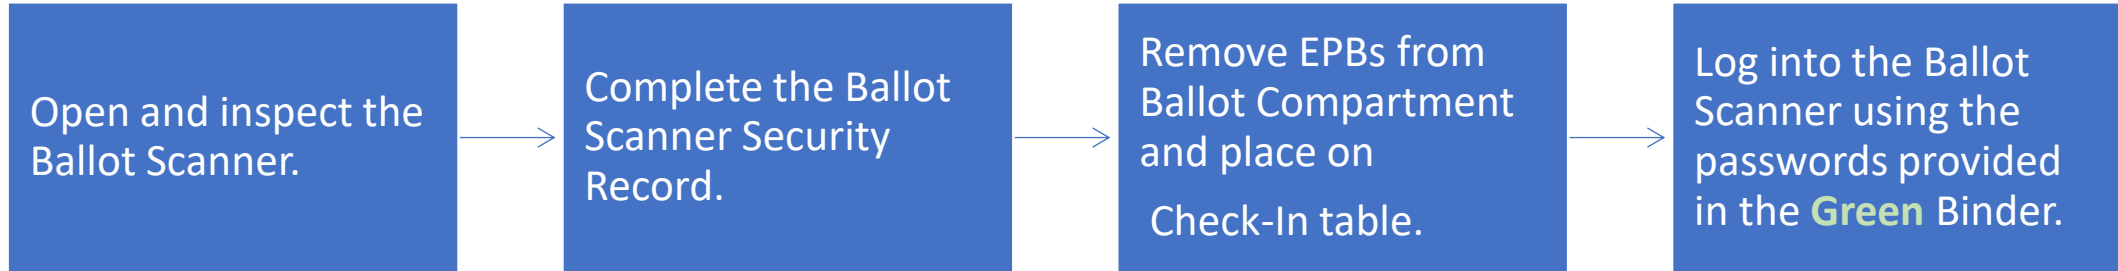 Open and inspect the
Ballot Scanner.
Complete the Ballot
Scanner Security
Record.
Remove EPBs from
Ballot Compartment
and place on
Check-In table.
Log into the Ballot
Scanner using the
passwords provided
in the Green Binder.